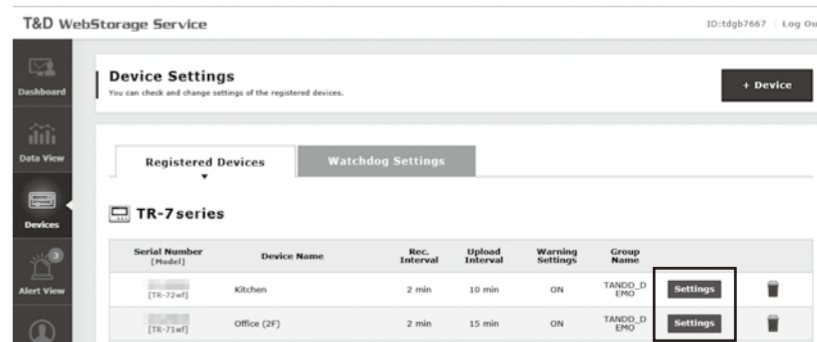 T&D WebStorage Service
ID:tdgb7667
Log Ou
Dashboard
Data View
Devices
3
Alert View
Device Settings
You can check and change settings of the registered devices.
+ Device
Registered Devices
Watchdog Settings
TR-7series
Serial Number [Model]
Device Name
Rec. Interval
Upload Interval
Warning Settings
Group Name
[TR-72wf]
Kitchen
2 min
10 min
ON
TANDD_D
EMO
Settings
[TR-71wf]
Office (2F)
2 min
15 min
ON
TANDD_D
EMO
Settings